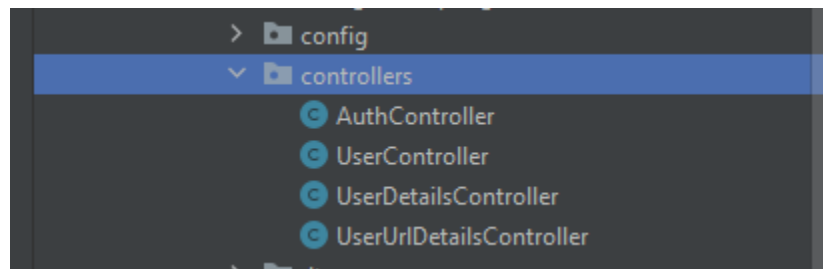 config
controllers
AuthController
UserController
UserDetailsController
UserUrlDetailsController